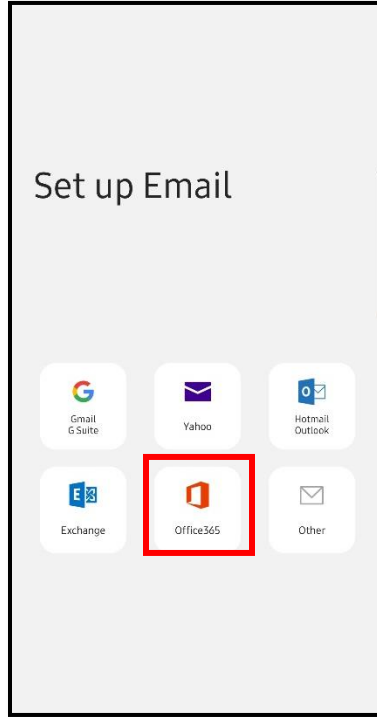 Set up Email
Gmail
G Suite
Yahoo
Hotmail
Outlook
Exchange
Office365
Other